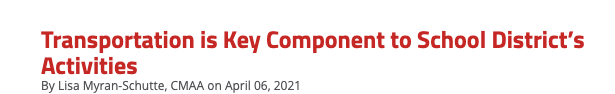 Transportation is Key Component to School District’s
Activities
By Lisa Myran-Schutte, CMAA on April 06, 2021